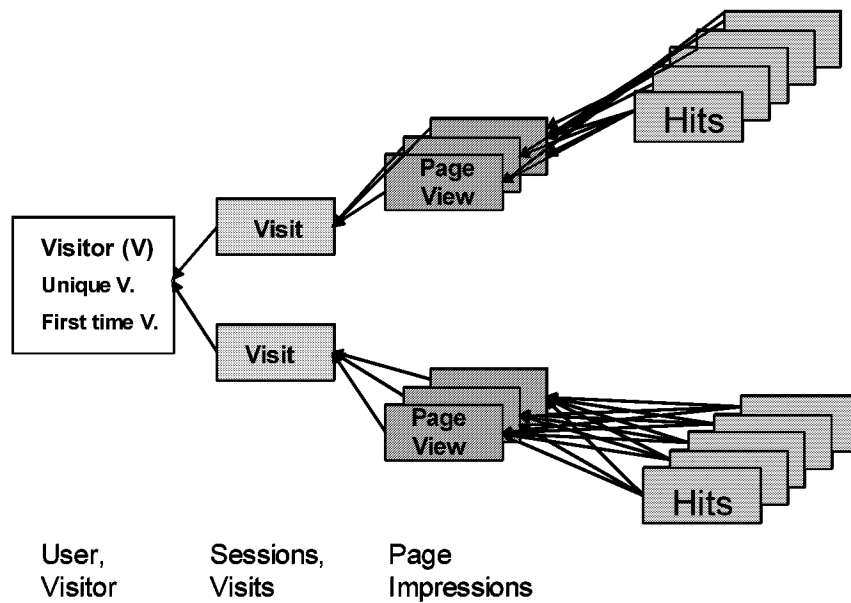 Hits
Page
View
Visit
Visitor (V)
Unique V.
First time V.
Visit
Page
View
Hits
User,
Visitor
Sessions,
Visits
Page
Impressions